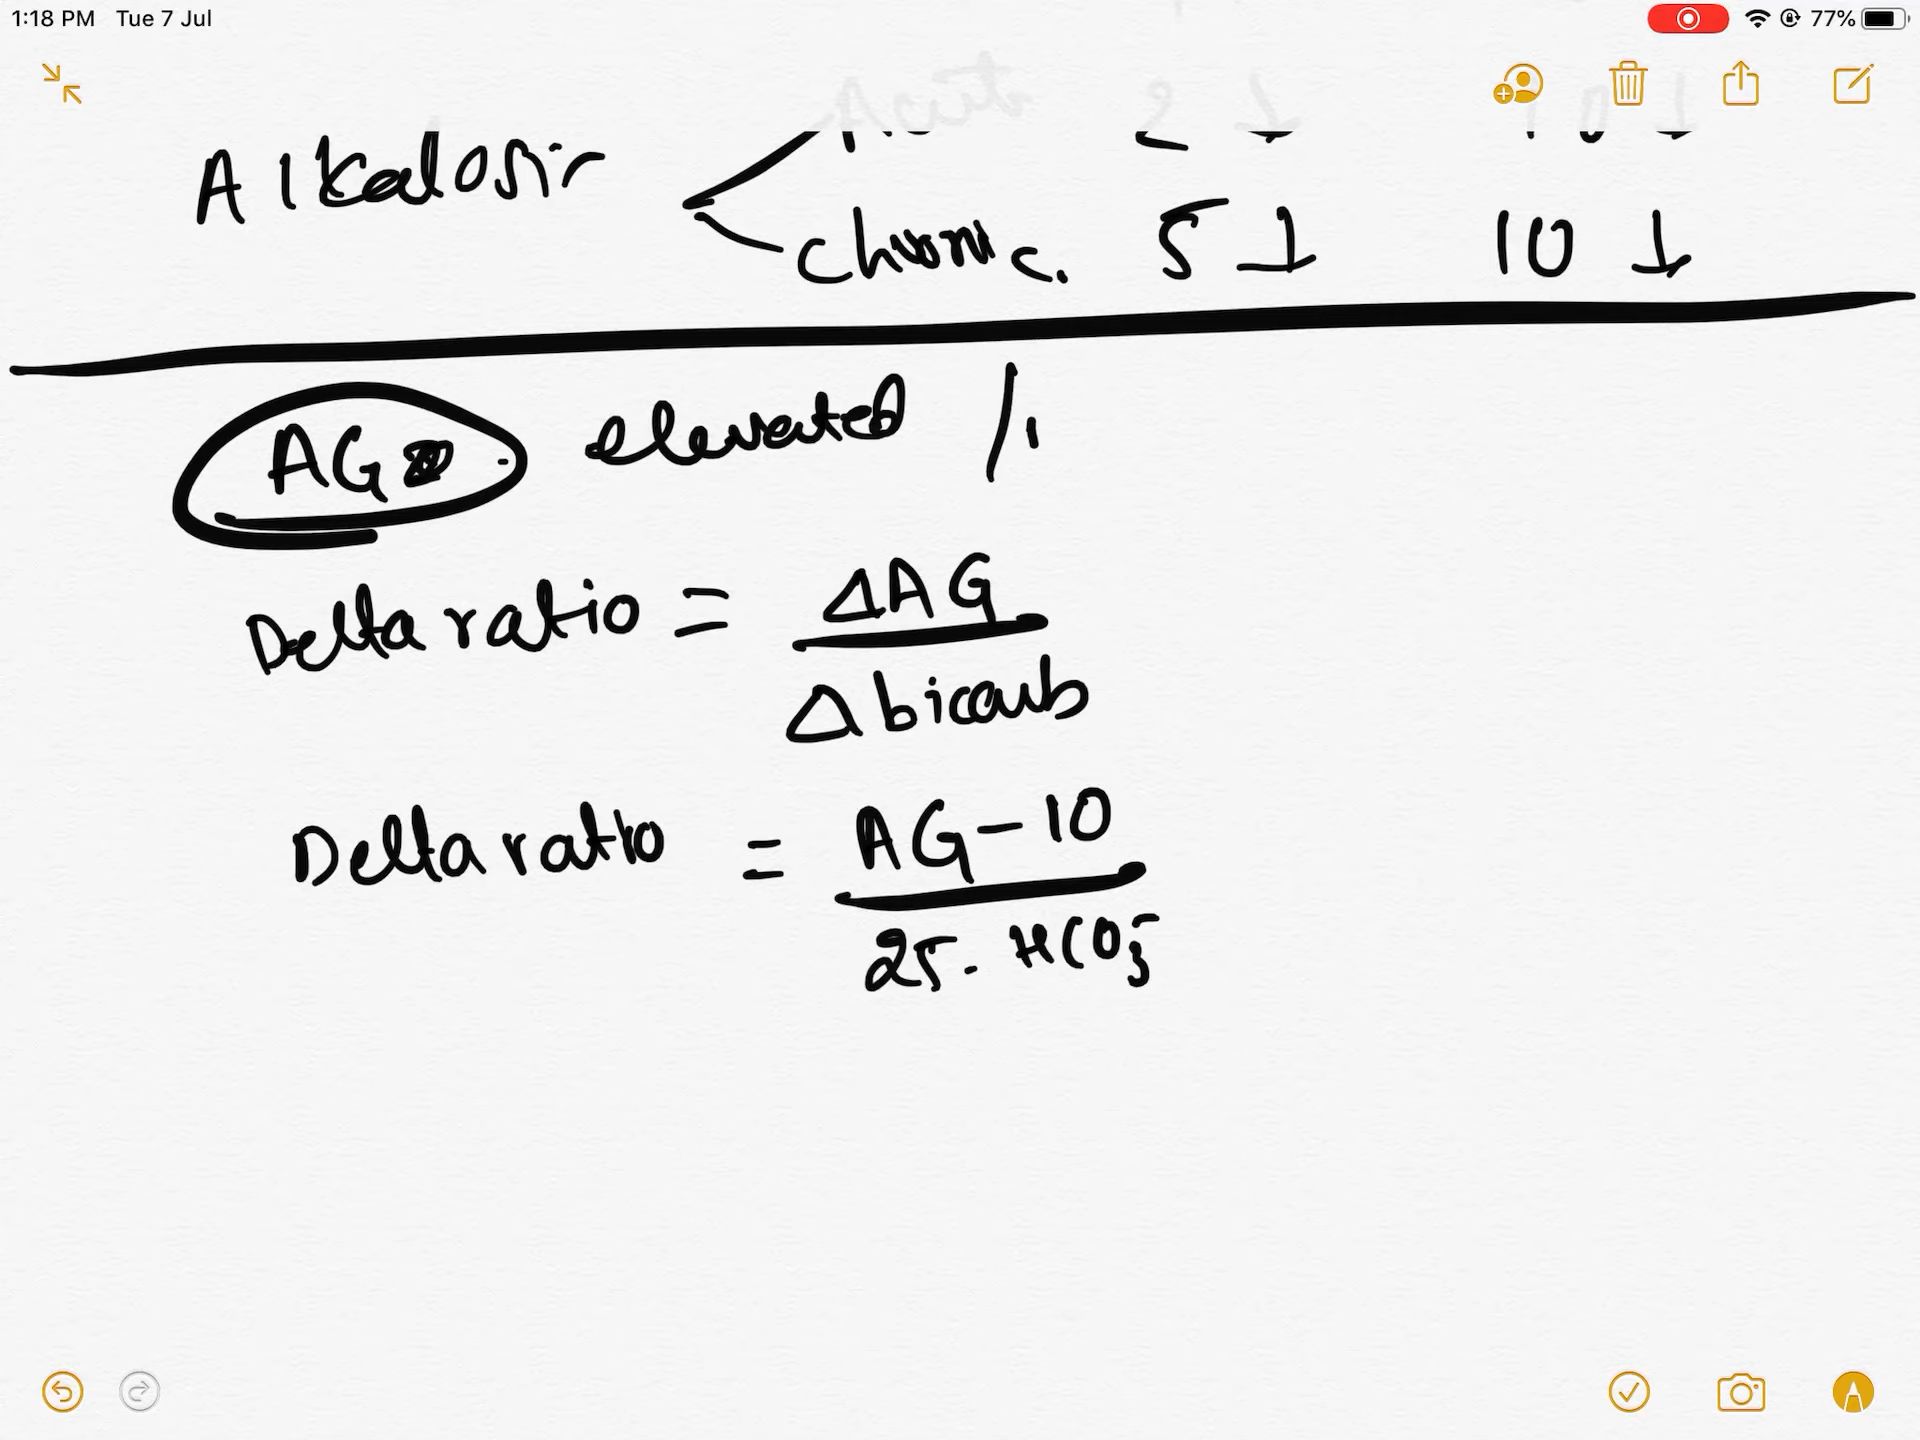 1:18 PM Tue 7 Jul 77%
Alkalosis
chronic. 5 ↓ 10 ↓
AG elevated
Delta ratio = ΔAG
Δ bicarb
Delta ratio = AG - 10
25 - HCO3-